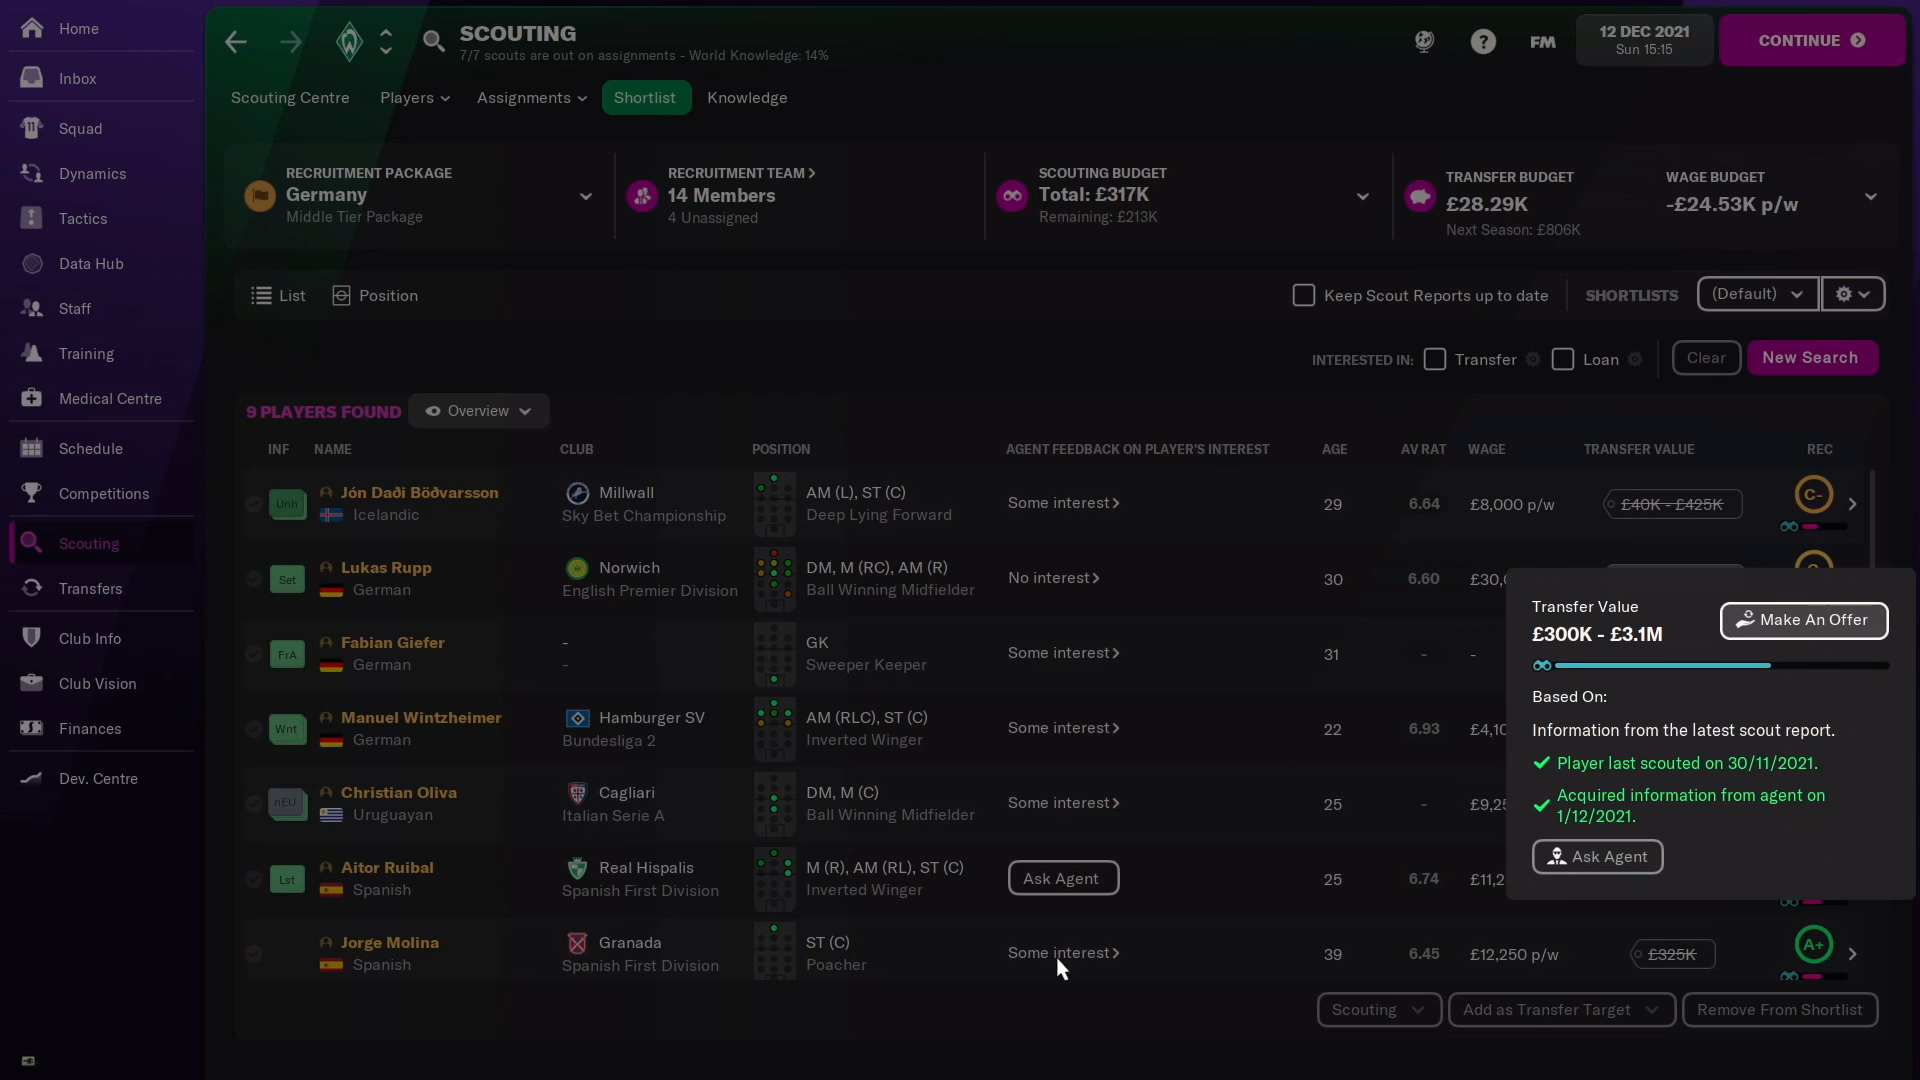 Home
Inbox
Squad
Dynamics
Tactics
Data Hub
Staff
Training
Medical Centre
Schedule
Competitions
Scouting
Transfers
Club Info
Club Vision
Finances
Dev. Centre
SCOUTING
7/7 scouts are out on assignments - World Knowledge: 14%
FM
12 DEC 2021
Sun 15:15
CONTINUE
Scouting Centre Players Assignments Shortlist Knowledge
RECRUITMENT PACKAGE
Germany
Middle Tier Package
RECRUITMENT TEAM
14 Members
4 Unassigned
SCOUTING BUDGET
Total: £317K
Remaining: £213K
TRANSFER BUDGET
£28.29K
Next Season: £806K
WAGE BUDGET
-£24.53K p/w
List Position
Keep Scout Reports up to date SHORTLISTS (Default)
INTERESTED IN: Transfer Loan Clear New Search
9 PLAYERS FOUND Overview
INF NAME CLUB POSITION AGENT FEEDBACK ON PLAYER'S INTEREST AGE AV RAT WAGE TRANSFER VALUE REC
Unh Jón Daði Böðvarsson Millwall AM (L), ST (C) Some interest 29 6.64 £8,000 p/w £40K - £425K C-
Icelandic Sky Bet Championship Deep Lying Forward
Set Lukas Rupp Norwich DM, M (RC), AM (R) No interest 30 6.60 £30,
German English Premier Division Ball Winning Midfielder
FrA Fabian Giefer - GK Some interest 31 - -
German - Sweeper Keeper
Wnt Manuel Wintzheimer Hamburger SV AM (RLC), ST (C) Some interest 22 6.93 £4,10
German Bundesliga 2 Inverted Winger
nEU Christian Oliva Cagliari DM, M (C) Some interest 25 - £9,25
Uruguayan Italian Serie A Ball Winning Midfielder
Lst Aitor Ruibal Real Hispalis M (R), AM (RL), ST (C) Ask Agent 25 6.74 £11,2
Spanish Spanish First Division Inverted Winger
Jorge Molina Granada ST (C) Some interest 39 6.45 £12,250 p/w £325K A+
Spanish Spanish First Division Poacher
Transfer Value
£300K - £3.1M
Make An Offer
Based On:
Information from the latest scout report.
Player last scouted on 30/11/2021.
Acquired information from agent on
1/12/2021.
Ask Agent
Scouting Add as Transfer Target Remove From Shortlist